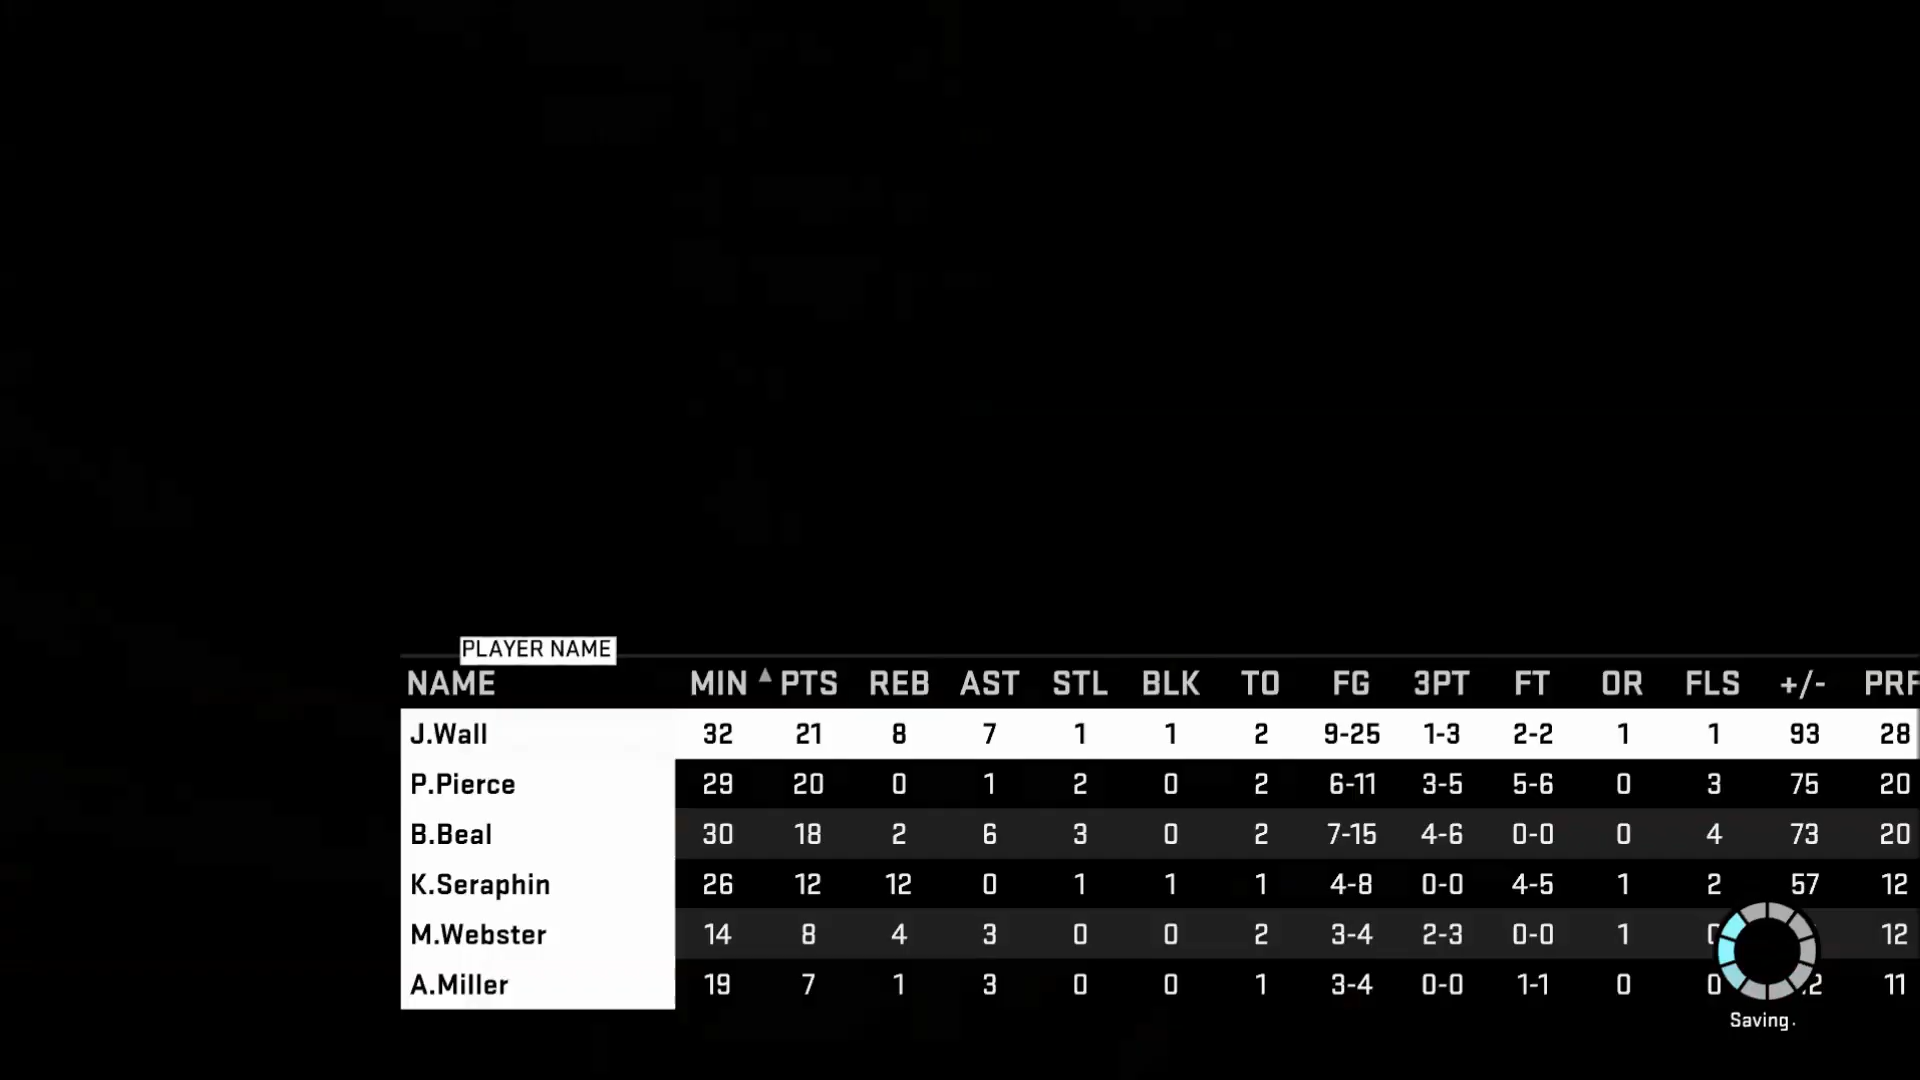 PLAYER NAME
NAME MIN PTS REB AST STL BLK TO FG 3PT FT OR FLS +/- PRF
J.Wall 32 21 8 7 1 1 2 9-25 1-3 2-2 1 1 93 28
P.Pierce 29 20 0 1 2 0 2 6-11 3-5 5-6 0 3 75 20
B.Beal 30 18 2 6 3 0 2 7-15 4-6 0-0 0 4 73 20
K.Seraphin 26 12 12 0 1 1 1 4-8 0-0 4-5 1 2 57 12
M.Webster 14 8 4 3 0 0 2 3-4 2-3 0-0 1 12
A.Miller 19 7 1 3 0 0 1 3-4 0-0 1-1 0 0 11
Saving.